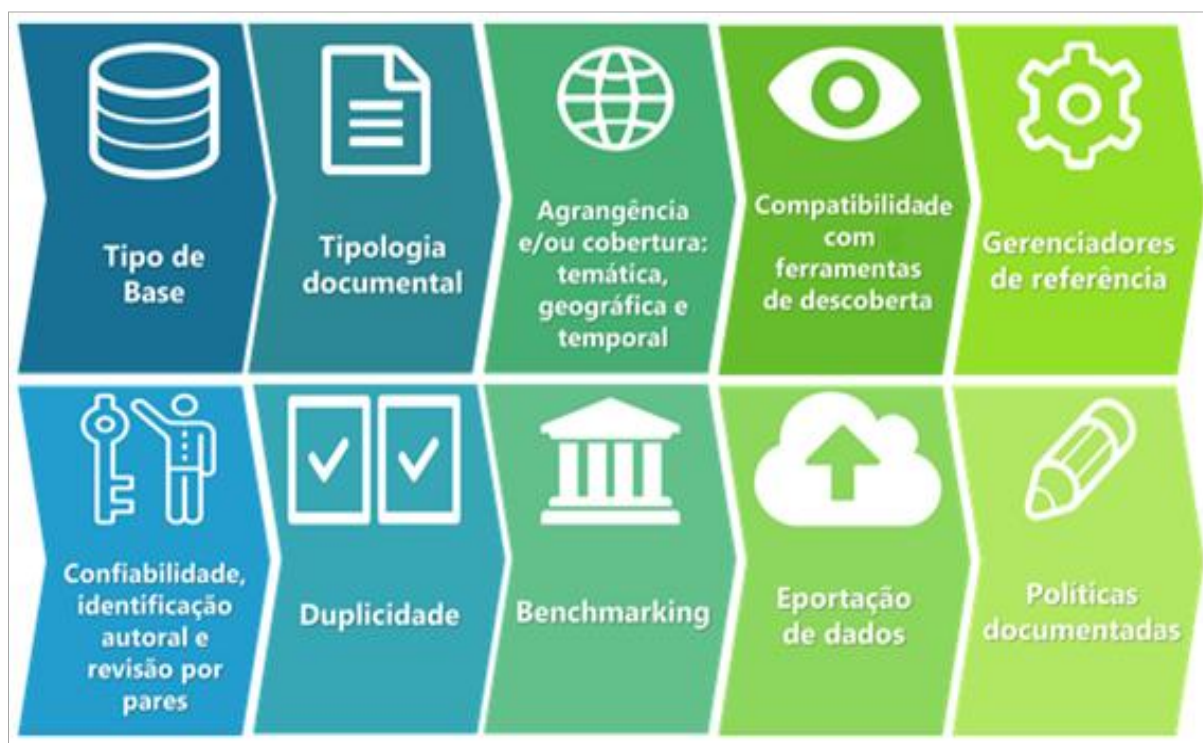 Tipo de
Base
Tipologia
documental
Agrangência
e/ou cobertura:
temática,
geográfica e
temporal
Compatibilidade
com
ferramentas
de descoberta
Gerenciadores
de referência
Confiabilidade,
identificação
autoral e
revisão por
pares
Duplicidade
Benchmarking
Eportação
de dados
Políticas
documentadas